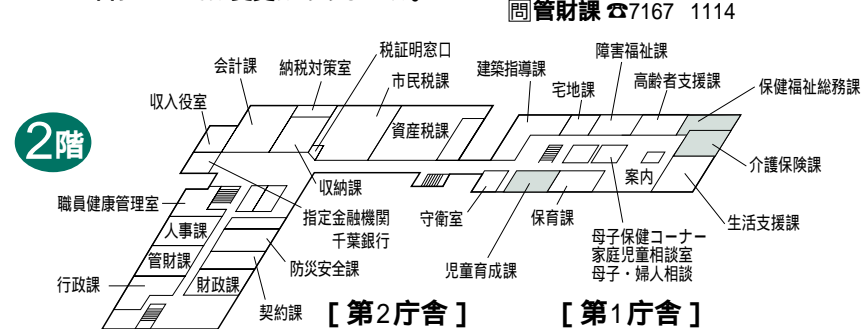 問管財課 ☎7167 1114
2階
税証明窓口
会計課
納税対策室
市民税課
建築指導課
障害福祉課
宅地課
高齢者支援課
保健福祉総務課
収入役室
資産税課
介護保険課
案内
収納課
職員健康管理室
指定金融機関
千葉銀行
守衛室
保育課
生活支援課
人事課
母子保健コーナー
家庭児童相談室
母子・婦人相談
管財課
防災安全課
児童育成課
行政課
財政課
契約課
[ 第2庁舎 ]
[ 第1庁舎 ]